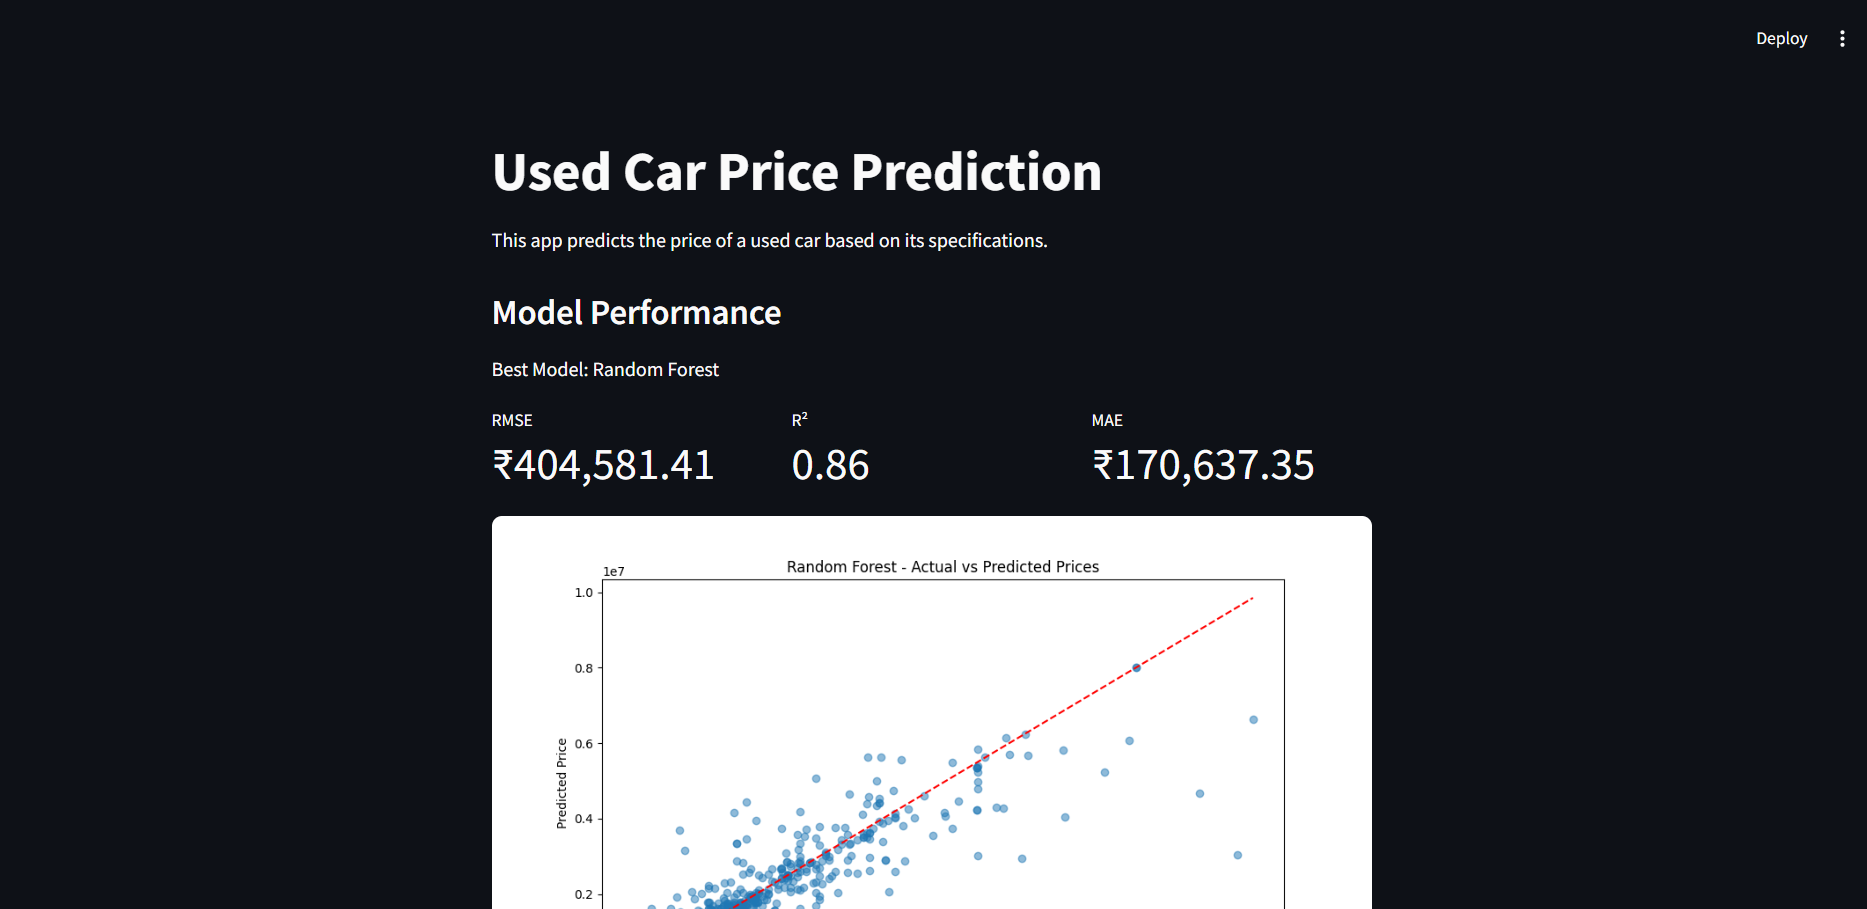 Deploy
Used Car Price Prediction
This app predicts the price of a used car based on its specifications.
Model Performance
Best Model: Random Forest
RMSE
R²
MAE
₹404,581.41
0.86
₹170,637.35
Random Forest - Actual vs Predicted Prices
1e7
1.0
0.8
0.6
0.4
0.2
Predicted Price